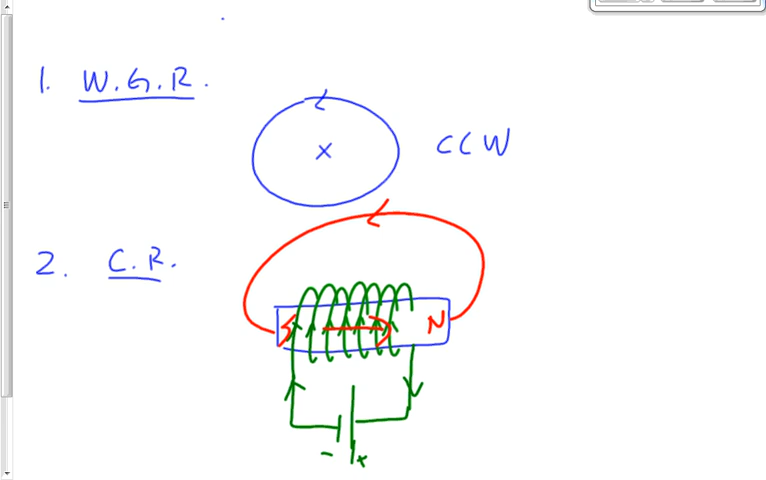 1. W.G.R.
x
CCW
2. C.R.
S N
- +